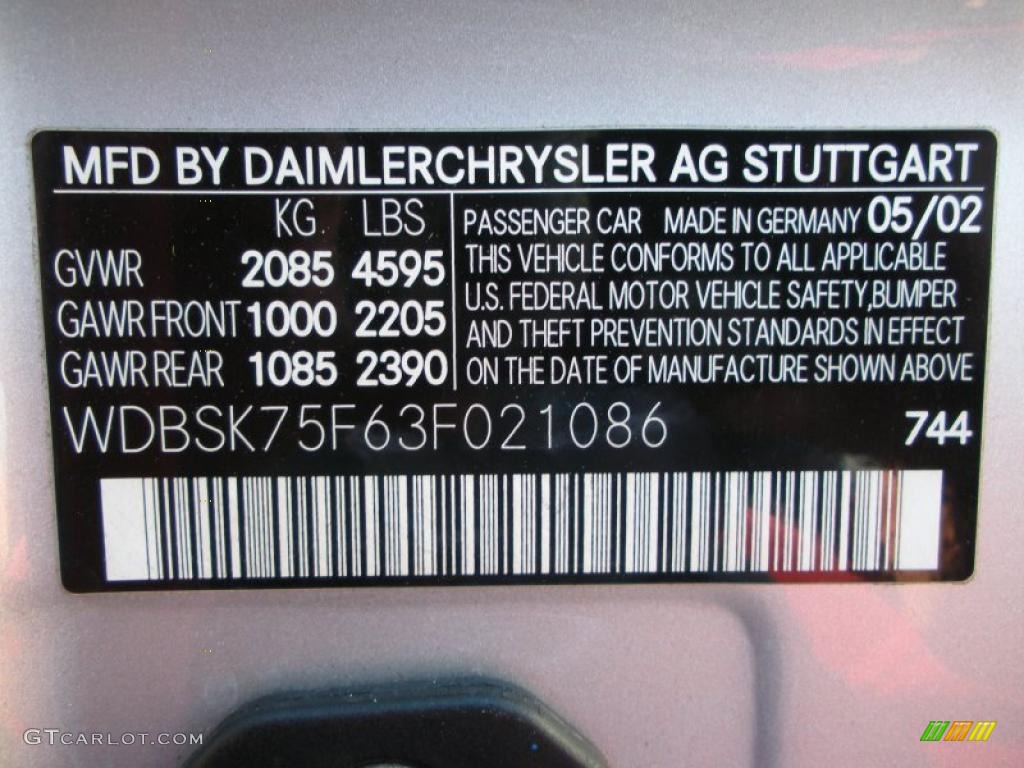 MFD BY DAIMLERCHRYSLER AG STUTTGART
KG LBS
GVWR 2085 4595
GAWR FRONT 1000 2205
GAWR REAR 1085 2390
PASSENGER CAR MADE IN GERMANY 05/02
THIS VEHICLE CONFORMS TO ALL APPLICABLE
U.S. FEDERAL MOTOR VEHICLE SAFETY,BUMPER
AND THEFT PREVENTION STANDARDS IN EFFECT
ON THE DATE OF MANUFACTURE SHOWN ABOVE
WDBSK75F63F021086 744
GTCARLOT.COM